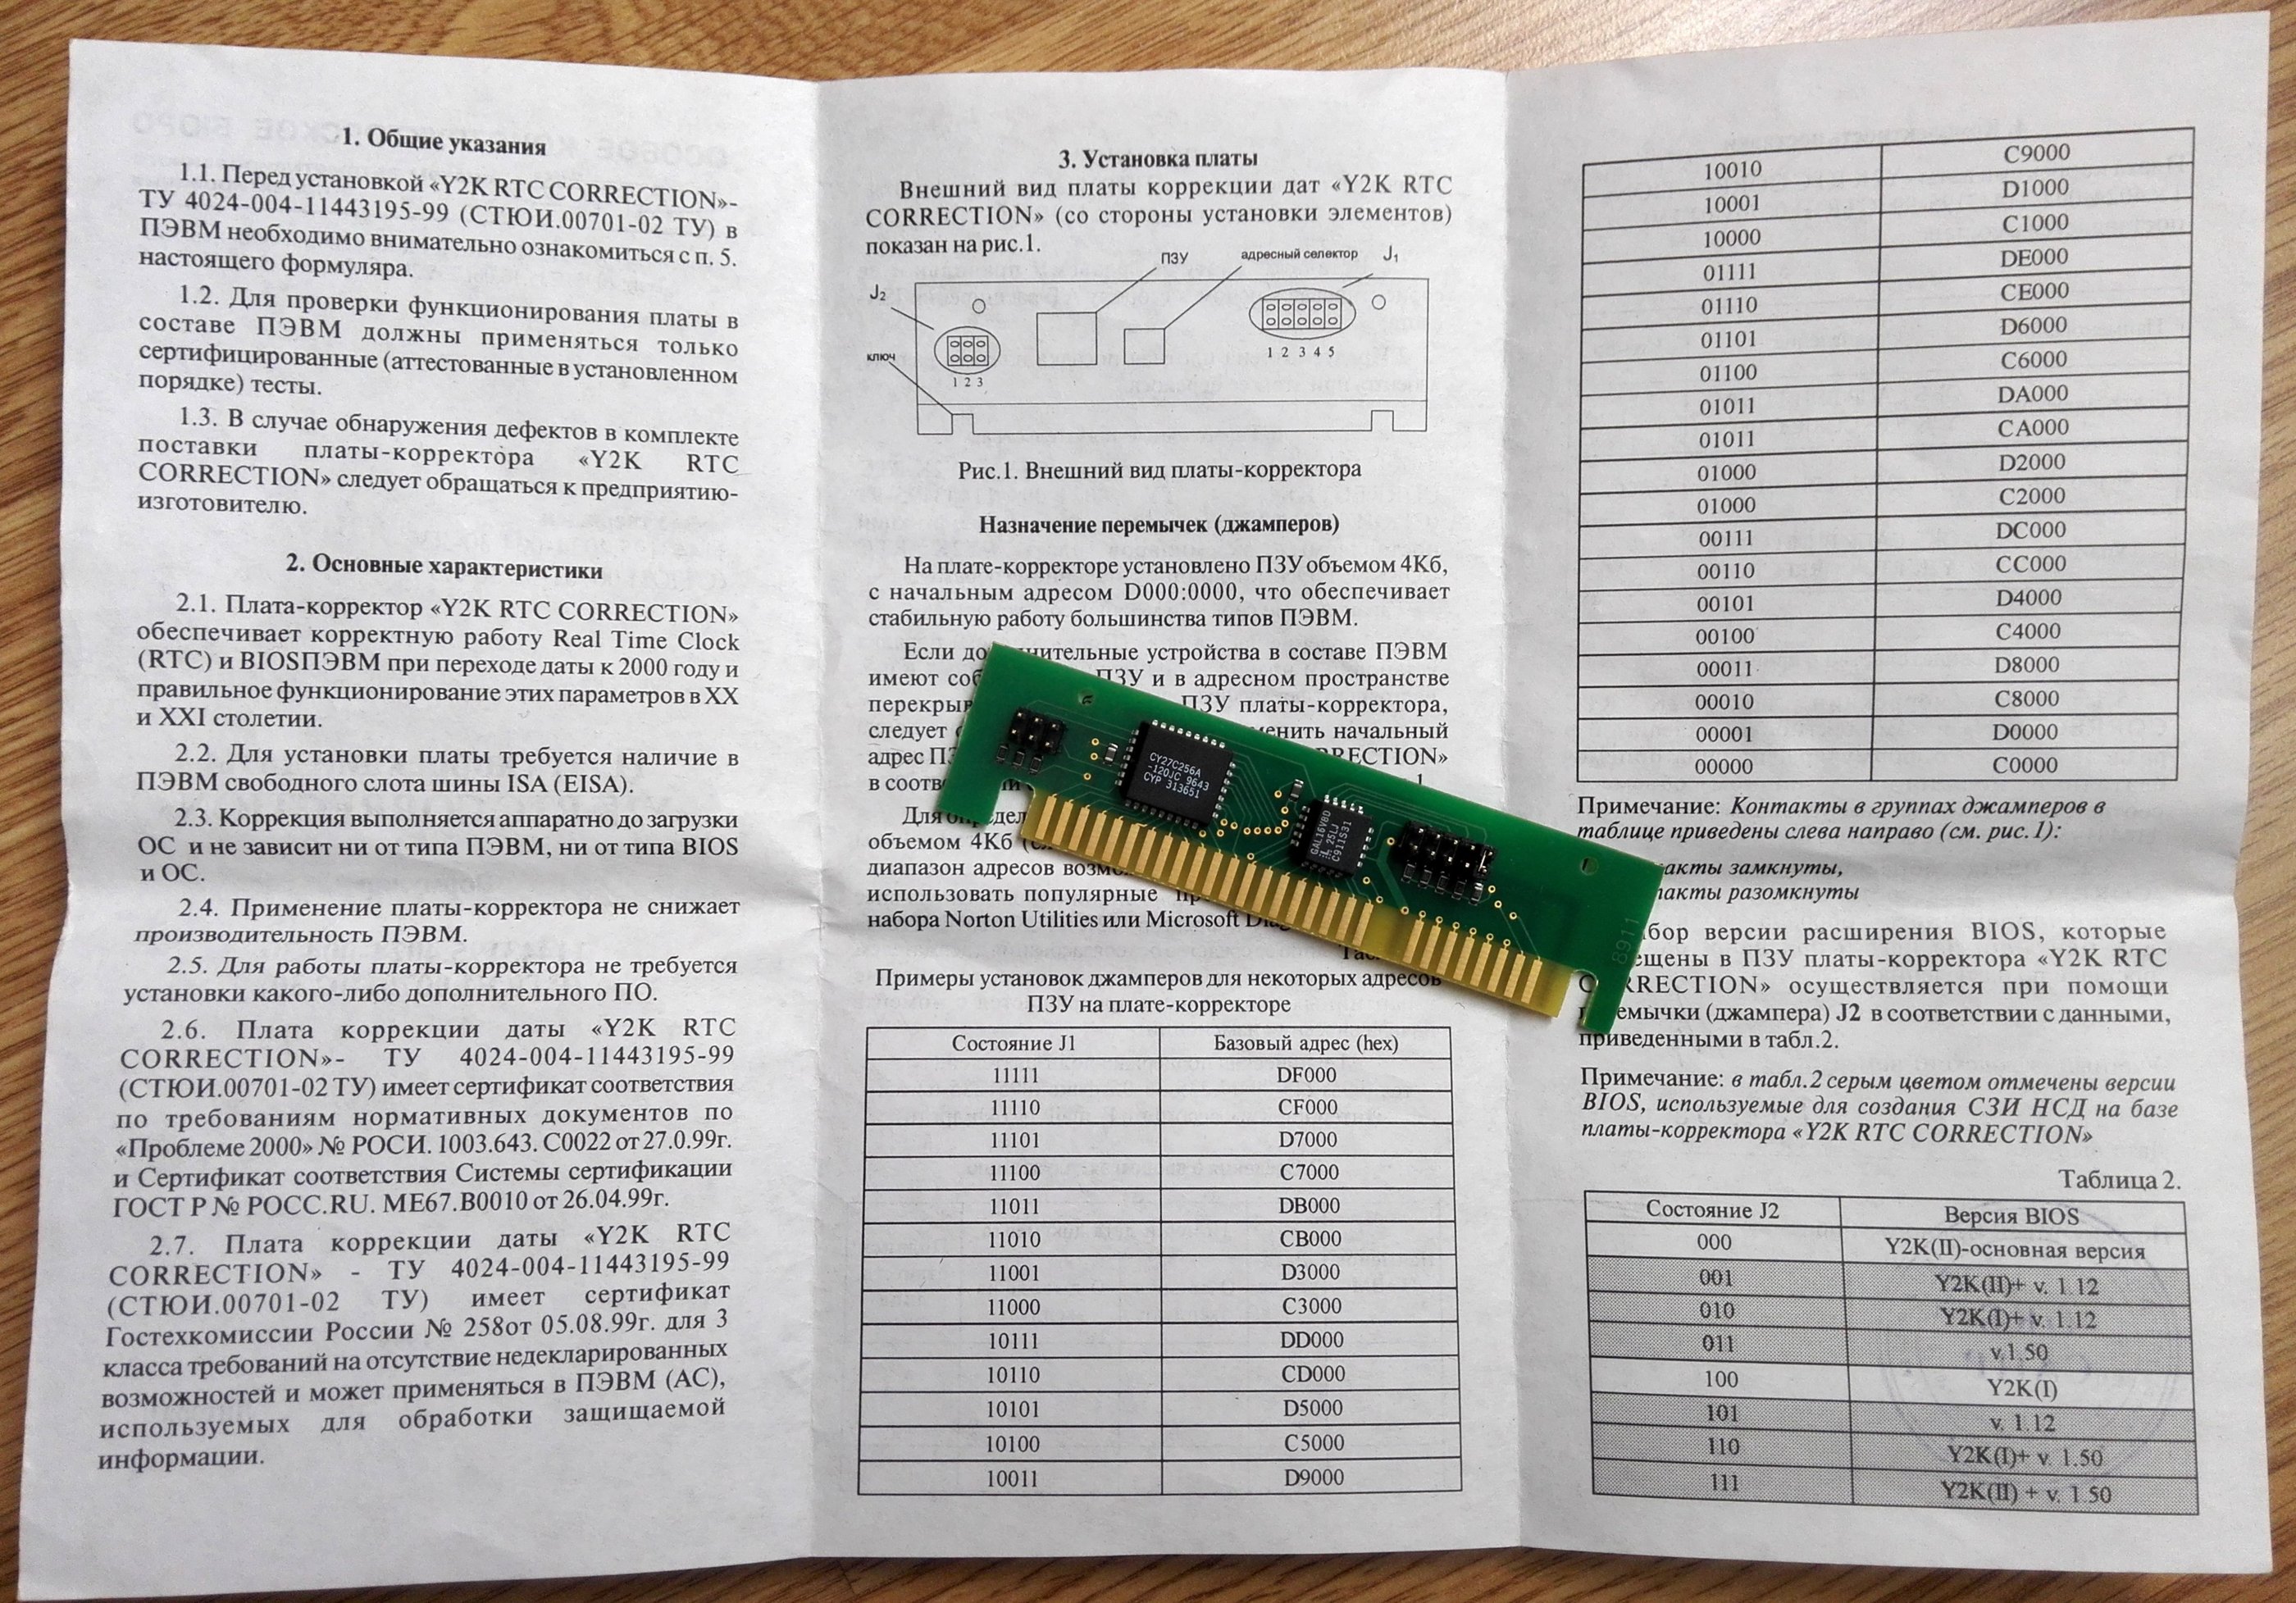 1. Общие указания
1.1. Перед установкой «Y2K RTC CORRECTION»-
ТУ 4024-004-11443195-99 (СТЮИ.00701-02 ТУ) в
ПЭВМ необходимо внимательно ознакомиться с п. 5.
настоящего формуляра.
1.2. Для проверки функционирования платы в
составе ПЭВМ должны применяться только
сертифицированные (аттестованные в установленном
порядке) тесты.
1.3. В случае обнаружения дефектов в комплекте
поставки платы-корректора «Y2K RTC
CORRECTION» следует обращаться к предприятию-
изготовителю.
2. Основные характеристики
2.1. Плата-корректор «Y2K RTC CORRECTION»
обеспечивает корректную работу Real Time Clock
(RTC) и BIOSПЭВМ при переходе даты к 2000 году и
правильное функционирование этих параметров в XX
и XXI столетии.
2.2. Для установки платы требуется наличие в
ПЭВМ свободного слота шины ISA (EISA).
2.3. Коррекция выполняется аппаратно до загрузки
ОС и не зависит ни от типа ПЭВМ, ни от типа BIOS
и ОС.
2.4. Применение платы-корректора не снижает
производительность ПЭВМ.
2.5. Для работы платы-корректора не требуется
установки какого-либо дополнительного ПО.
2.6. Плата коррекции даты «Y2K RTC
CORRECTION»- ТУ 4024-004-11443195-99
(СТЮИ.00701-02 ТУ) имеет сертификат соответствия
по требованиям нормативных документов по
«Проблеме 2000» № РОСИ. 1003.643. С0022 от 27.0.99г.
и Сертификат соответствия Системы сертификации
ГОСТ Р № РОСС.RU. МЕ67.В0010 от 26.04.99г.
2.7. Плата коррекции даты «Y2K RTC
CORRECTION» - ТУ 4024-004-11443195-99
(СТЮИ.00701-02 ТУ) имеет сертификат
Гостехкомиссии России № 258от 05.08.99г. для 3
класса требований на отсутствие недекларированных
возможностей и может применяться в ПЭВМ (АС),
используемых для обработки защищаемой
информации.
3. Установка платы
Внешний вид платы коррекции дат «Y2K RTC
CORRECTION» (со стороны установки элементов)
показан на рис.1.
ПЗУ адресный селектор J1
J2
ключ
1 2 3 4 5
1 2 3
Рис.1. Внешний вид платы-корректора
Назначение перемычек (джамперов)
На плате-корректоре установлено ПЗУ объемом 4Кб,
с начальным адресом D000:0000, что обеспечивает
стабильную работу большинства типов ПЭВМ.
Если устройства в составе ПЭВМ
имеют ПЗУ и в адресном пространстве
ПЗУ платы-корректора,
следует начальный
адрес
в
объемом 4Кб
диапазон адресов
использовать популярные
набора Norton Utilities или Microsoft
Примеры установок джамперов для некоторых адресов
ПЗУ на плате-корректоре
Состояние J1 Базовый адрес (hex)
11111 DF000
11110 CF000
11101 D7000
11100 C7000
11011 DB000
11010 CB000
11001 D3000
11000 C3000
10111 DD000
10110 CD000
10101 D5000
10100 C5000
10011 D9000
CY27C256A
-120JC 9643
CYP 313651
GAL16V8D
25LJ
C911S31
8911
10010 C9000
10001 D1000
10000 C1000
01111 DE000
01110 CE000
01101 D6000
01100 C6000
01011 DA000
01011 CA000
01000 D2000
01000 C2000
00111 DC000
00110 CC000
00101 D4000
00100 C4000
00011 D8000
00010 C8000
00001 D0000
00000 C0000
Примечание: Контакты в группах джамперов в
таблице приведены слева направо (см. рис.1):
замкнуты,
разомкнуты
версии расширения BIOS, которые
в ПЗУ платы-корректора «Y2K RTC
CORRECTION» осуществляется при помощи
(джампера) J2 в соответствии с данными,
приведенными в табл.2.
Примечание: в табл.2 серым цветом отмечены версии
BIOS, используемые для создания СЗИ НСД на базе
платы-корректора «Y2K RTC CORRECTION»
Таблица 2.
Состояние J2 Версия BIOS
000 Y2K(II)-основная версия
001 Y2K(II)+ v. 1.12
010 Y2K(I)+ v. 1.12
011 v.1.50
100 Y2K(I)
101 v. 1.12
110 Y2K(I)+ v. 1.50
111 Y2K(II) + v. 1.50